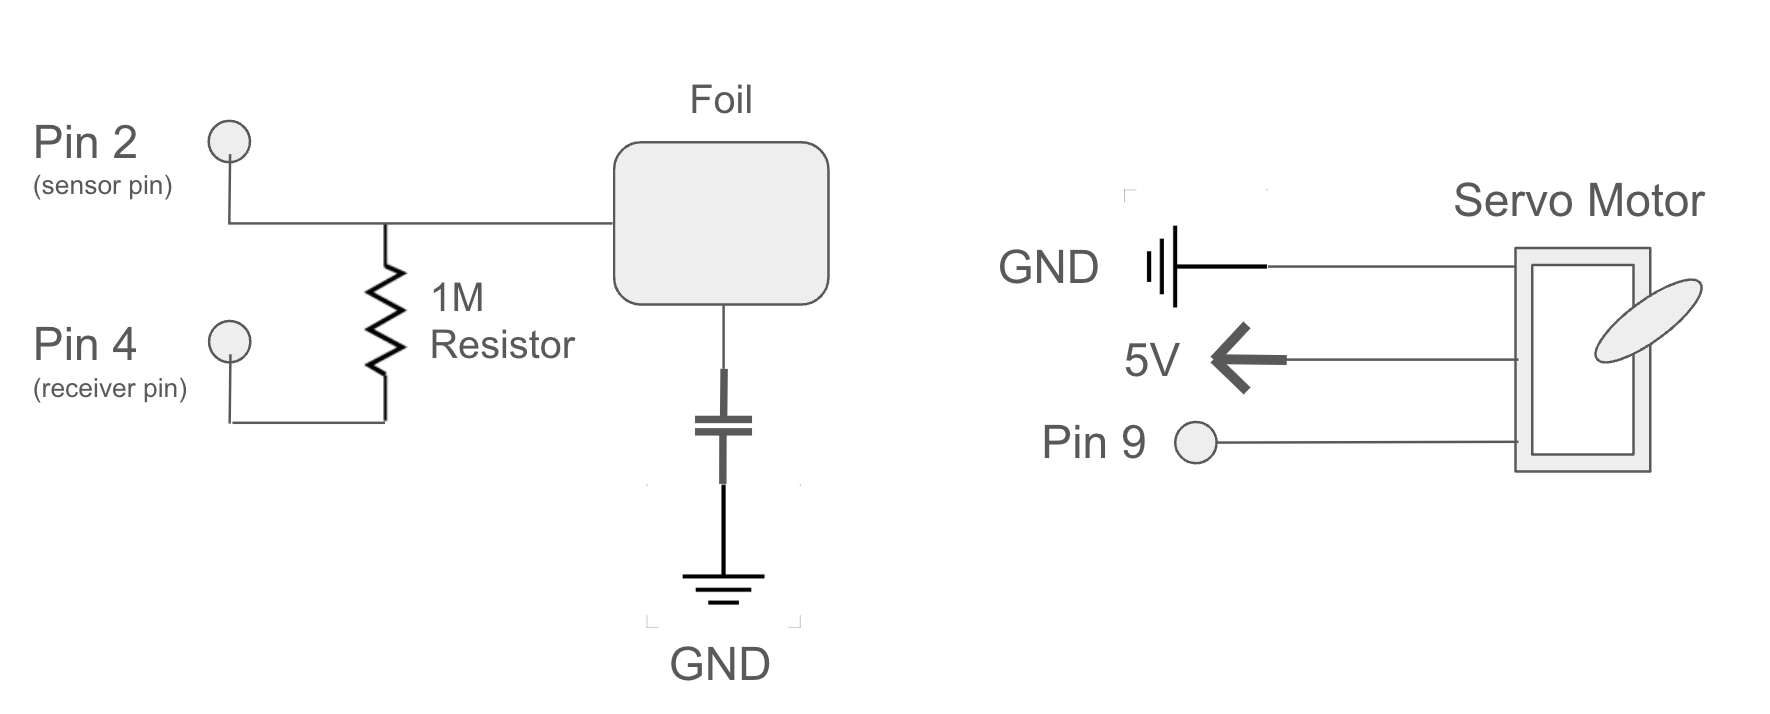 Foil
Pin 2
(sensor pin)
1M
Resistor
Pin 4
(receiver pin)
GND
Servo Motor
GND
5V
Pin 9